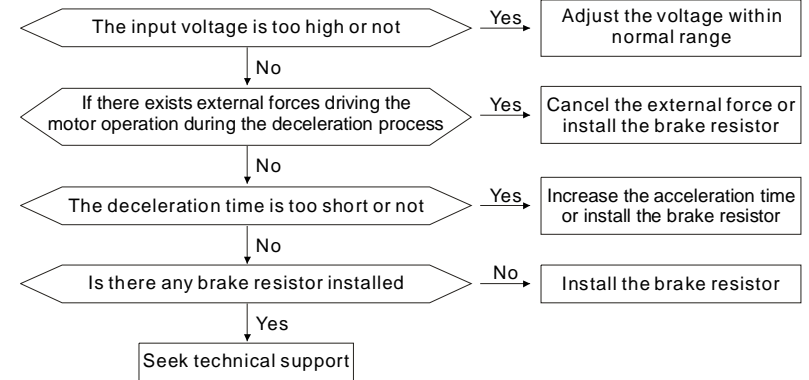 The input voltage is too high or not
Yes
Adjust the voltage within
normal range
No
If there exists external forces driving the
motor operation during the deceleration process
Yes
Cancel the external force or
install the brake resistor
No
The deceleration time is too short or not
Yes
Increase the acceleration time
or install the brake resistor
No
Is there any brake resistor installed
No
Install the brake resistor
Yes
Seek technical support